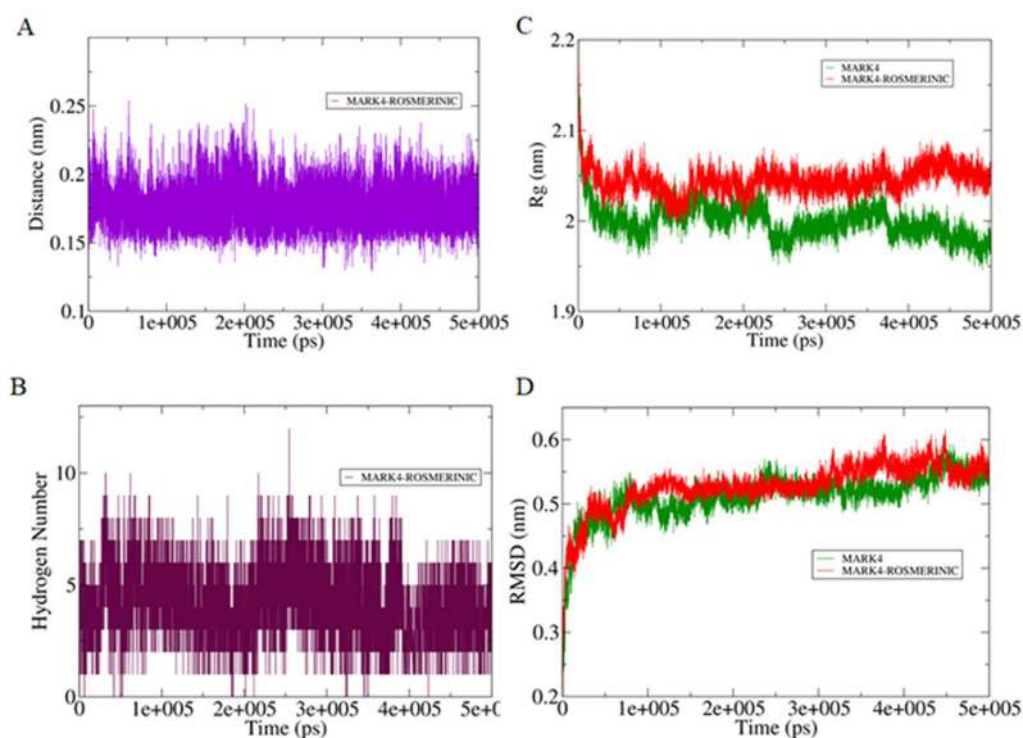 A
Distance (nm)
0.25
0.2
0.15
0.1
MARK4-ROSMERINIC
0 1e+005 2e+005 3e+005 4e+005 5e+005
Time (ps)
C
Rg (nm)
2.2
2.1
2
1.9
MARK4
MARK4-ROSMERINIC
0 1e+005 2e+005 3e+005 4e+005 5e+005
Time (ps)
B
Hydrogen Number
10
5
0
MARK4-ROSMERINIC
0 1e+005 2e+005 3e+005 4e+005 5e+00
Time (ps)
D
RMSD (nm)
0.6
0.5
0.4
0.3
0.2
MARK4
MARK4-ROSMERINIC
0 1e+005 2e+005 3e+005 4e+005 5e+005
Time (ps)